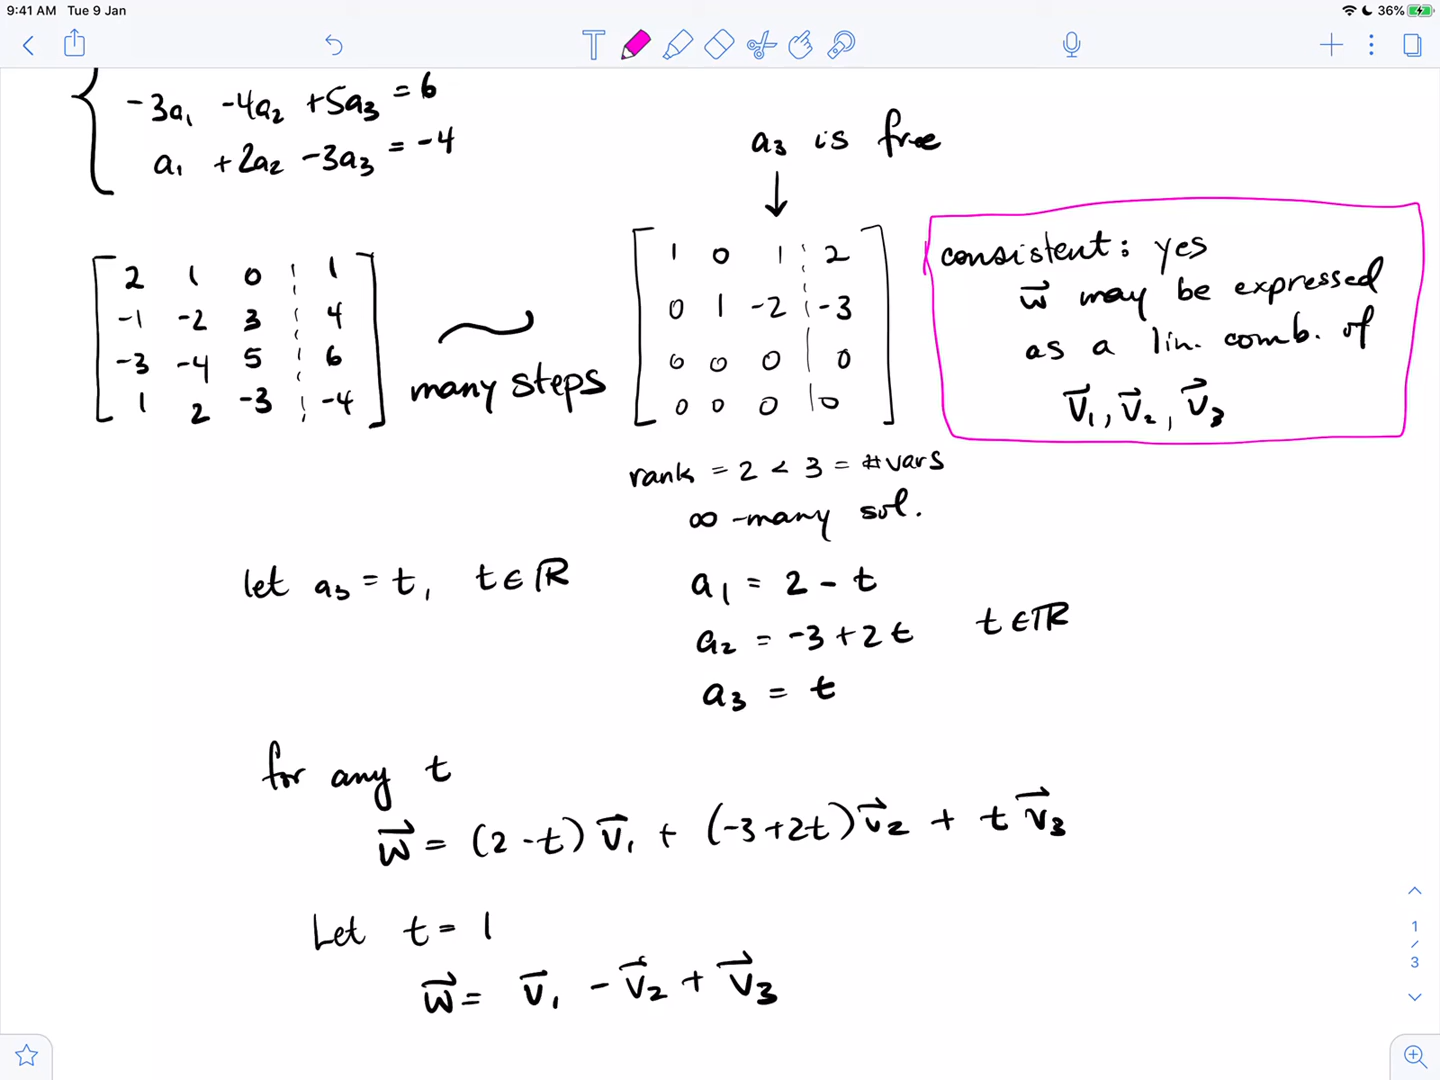 9:41 AM Tue 9 Jan
36%
-3a₁ -4a₂ +5a₃ = 6
a₁ +2a₂ -3a₃ = -4
a₃ is free
↓
2 1 0 ¦ 1
-1 -2 3 ¦ 4
-3 -4 5 ¦ 6
1 2 -3 ¦ -4
~
many steps
1 0 1 ¦ 2
0 1 -2 ¦ -3
0 0 0 | 0
0 0 0 | 0
consistent: yes
w⃗ may be expressed
as a lin. comb. of
v⃗₁, v⃗₂, v⃗₃
rank = 2 < 3 = #vars
∞-many sol.
let a₃ = t, t∈ℝ
a₁ = 2 - t
a₂ = -3 + 2t t∈ℝ
a₃ = t
for any t
w⃗ = (2-t) v⃗₁ + (-3+2t) v⃗₂ + t v⃗₃
Let t = 1
w⃗ = v⃗₁ - v⃗₂ + v⃗₃
1
/
3